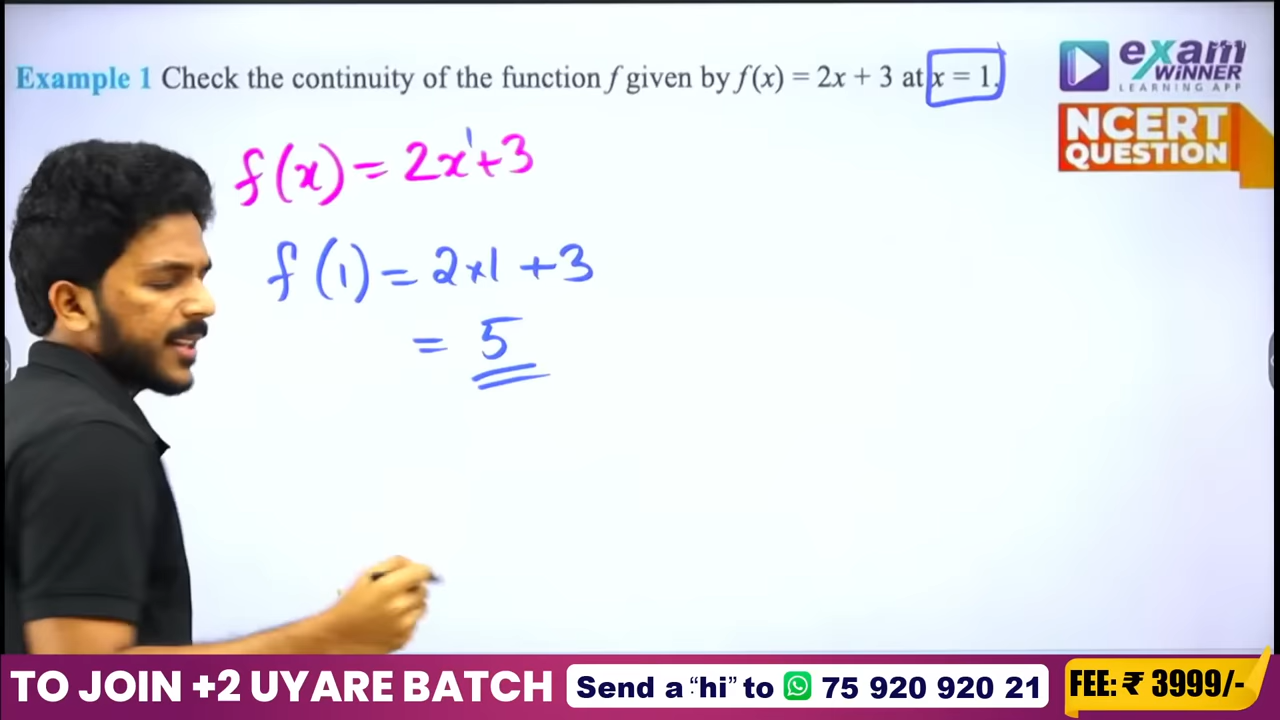 Example 1 Check the continuity of the function f given by f(x) = 2x + 3 at x = 1.
exam
WINNER
LEARNING APP
NCERT
QUESTION
f(x) = 2x¹+3
f(1) = 2×1 +3
= 5
TO JOIN +2 UYARE BATCH
Send a “hi” to 75 920 920 21
FEE: ₹ 3999/-